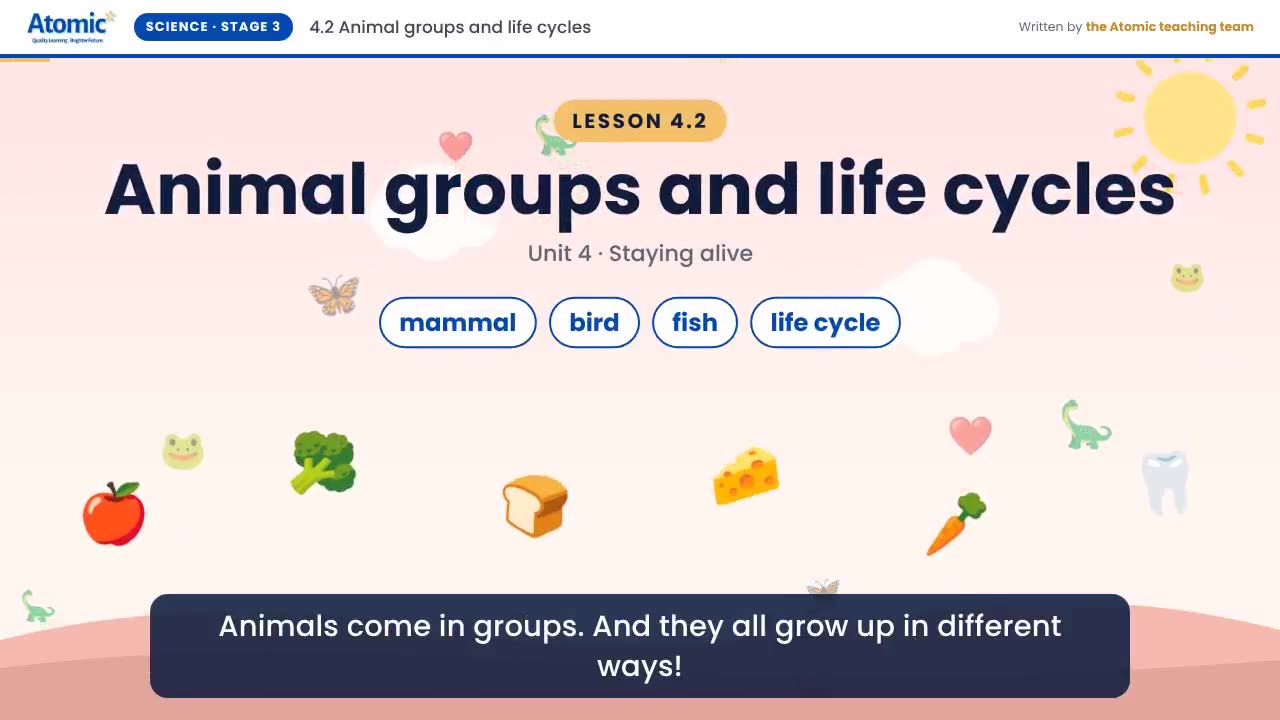 Atomic
Quality Learning · Brighter Future
SCIENCE · STAGE 3
4.2 Animal groups and life cycles
Written by the Atomic teaching team
LESSON 4.2
Animal groups and life cycles
Unit 4 · Staying alive
mammal
bird
fish
life cycle
Animals come in groups. And they all grow up in different
ways!